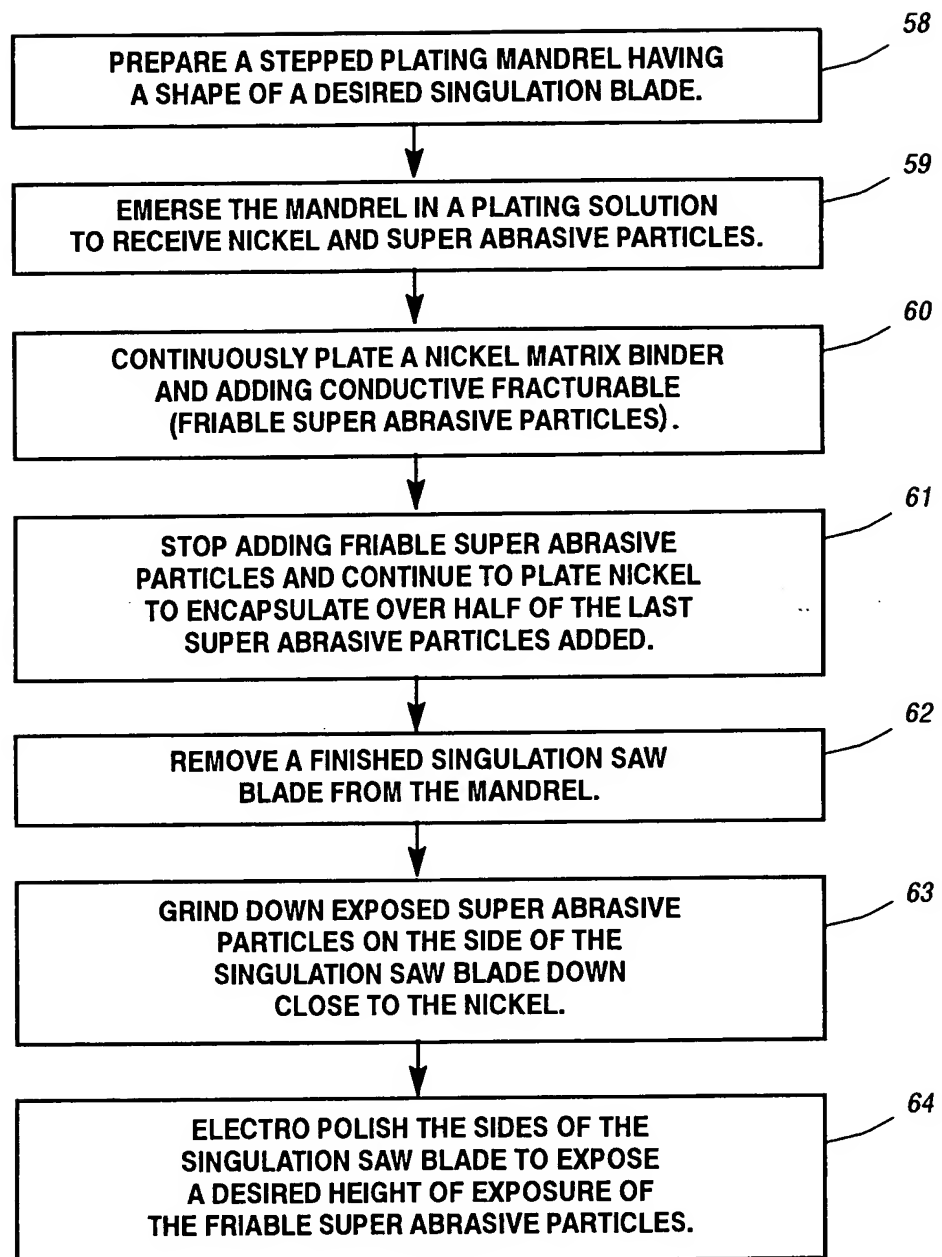 58
PREPARE A STEPPED PLATING MANDREL HAVING
A SHAPE OF A DESIRED SINGULATION BLADE.
59
EMERSE THE MANDREL IN A PLATING SOLUTION
TO RECEIVE NICKEL AND SUPER ABRASIVE PARTICLES.
60
CONTINUOUSLY PLATE A NICKEL MATRIX BINDER
AND ADDING CONDUCTIVE FRACTURABLE
(FRIABLE SUPER ABRASIVE PARTICLES).
61
STOP ADDING FRIABLE SUPER ABRASIVE
PARTICLES AND CONTINUE TO PLATE NICKEL
TO ENCAPSULATE OVER HALF OF THE LAST
SUPER ABRASIVE PARTICLES ADDED.
62
REMOVE A FINISHED SINGULATION SAW
BLADE FROM THE MANDREL.
63
GRIND DOWN EXPOSED SUPER ABRASIVE
PARTICLES ON THE SIDE OF THE
SINGULATION SAW BLADE DOWN
CLOSE TO THE NICKEL.
64
ELECTRO POLISH THE SIDES OF THE
SINGULATION SAW BLADE TO EXPOSE
A DESIRED HEIGHT OF EXPOSURE OF
THE FRIABLE SUPER ABRASIVE PARTICLES.